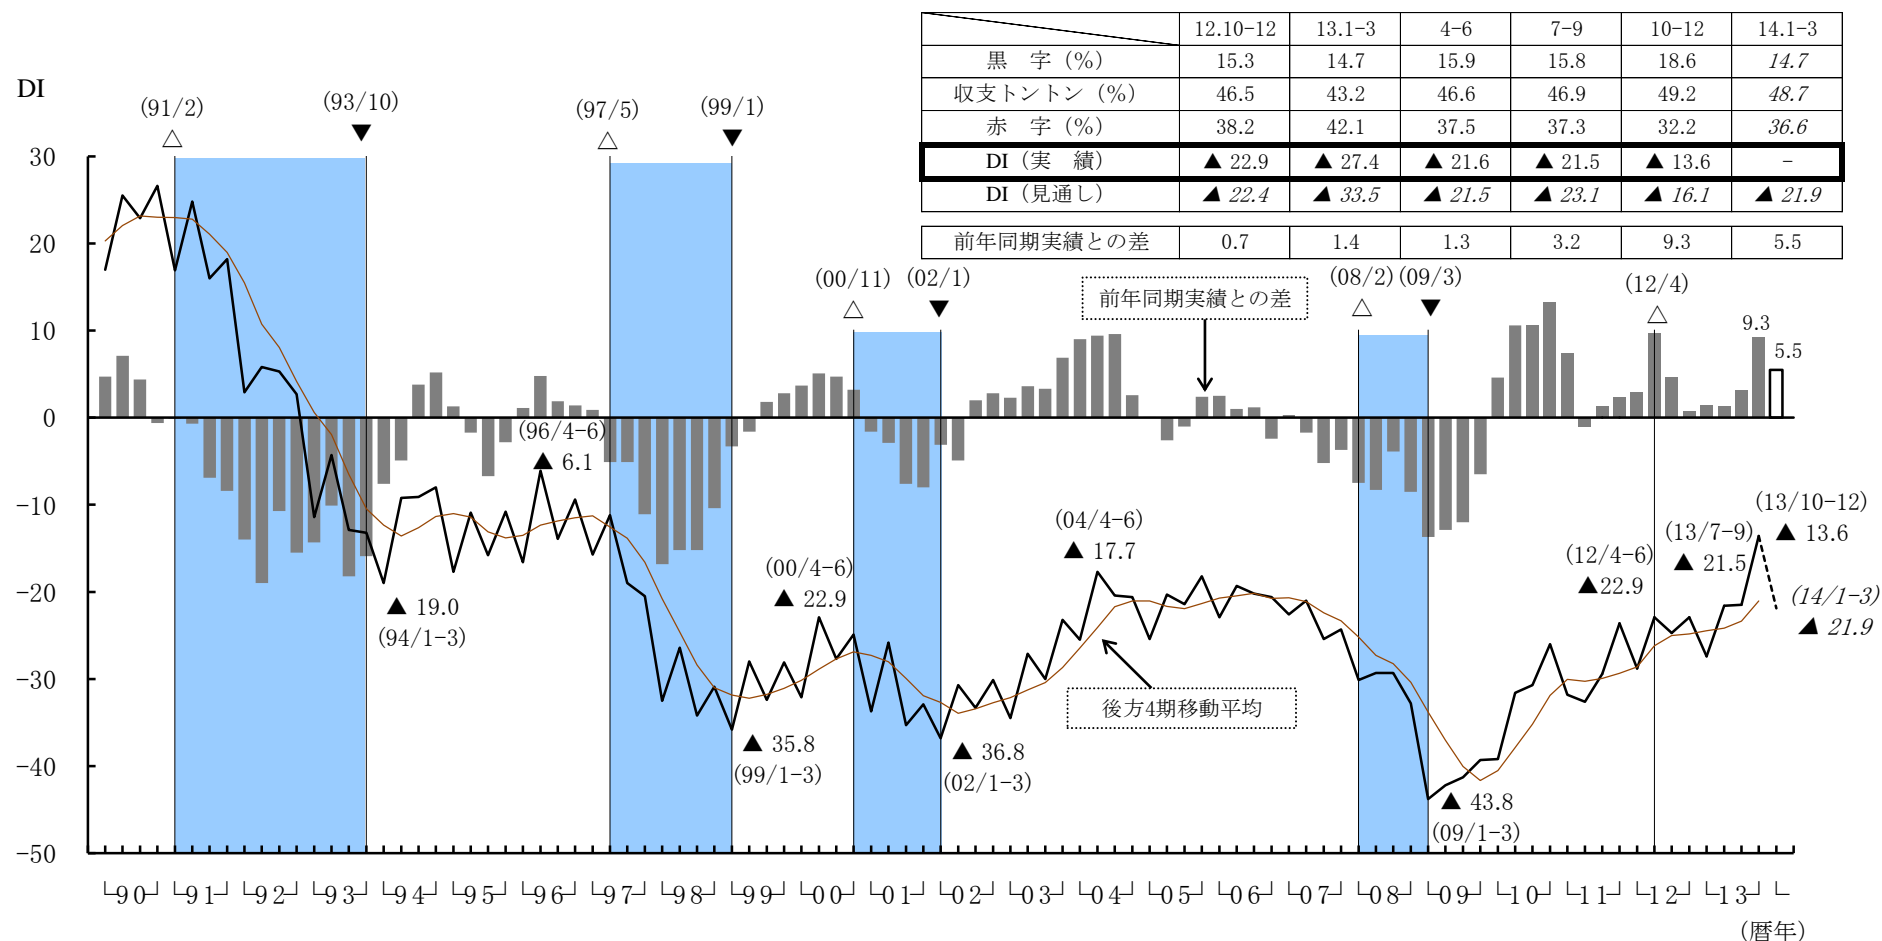 12.10-12 13.1-3 4-6 7-9 10-12 14.1-3
黒　字（%） 15.3 14.7 15.9 15.8 18.6 14.7
収支トントン（%） 46.5 43.2 46.6 46.9 49.2 48.7
赤　字（%） 38.2 42.1 37.5 37.3 32.2 36.6
DI（実　績） ▲ 22.9 ▲ 27.4 ▲ 21.6 ▲ 21.5 ▲ 13.6 −
DI（見通し） ▲ 22.4 ▲ 33.5 ▲ 21.5 ▲ 23.1 ▲ 16.1 ▲ 21.9
前年同期実績との差 0.7 1.4 1.3 3.2 9.3 5.5
DI
(91/2) (93/10) (97/5) (99/1)
△ ▼ △ ▼
(00/11) (02/1) (08/2) (09/3) (12/4)
△ ▼ △ ▼ △
前年同期実績との差
9.3
5.5
30
20
10
0
-10
-20
-30
-40
-50
(96/4-6)
▲ 6.1
▲ 19.0
(94/1-3)
(00/4-6)
▲ 22.9
▲ 35.8
(99/1-3)
▲ 36.8
(02/1-3)
(04/4-6)
▲ 17.7
後方4期移動平均
▲ 43.8
(09/1-3)
(12/4-6)
▲22.9
(13/7-9)
▲ 21.5
(13/10-12)
▲ 13.6
(14/1-3)
▲ 21.9
90 91 92 93 94 95 96 97 98 99 00 01 02 03 04 05 06 07 08 09 10 11 12 13
（暦年）